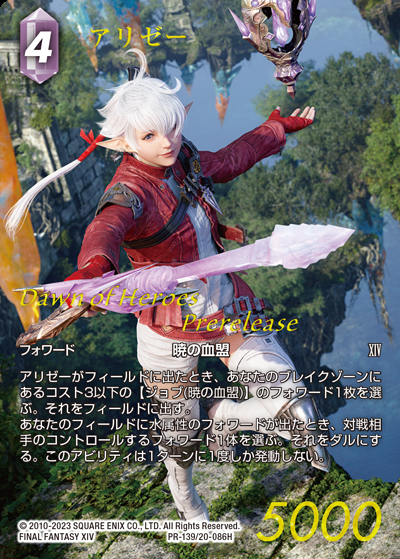 4
アリゼー
Dawn of Heroes
Prerelease
フォワード 暁の血盟 XIV
アリゼーがフィールドに出たとき、あなたのブレイクゾーンに
あるコスト3以下の【ジョブ(暁の血盟)】のフォワード1枚を選
ぶ。それをフィールドに出す。
あなたのフィールドに水属性のフォワードが出たとき、対戦相
手のコントロールするフォワード1体を選ぶ。それをダルにす
る。このアビリティは1ターンに1度しか発動しない。
© 2010-2023 SQUARE ENIX CO., LTD. All Rights Reserved.
FINAL FANTASY XIV PR-139/20-086H
5000